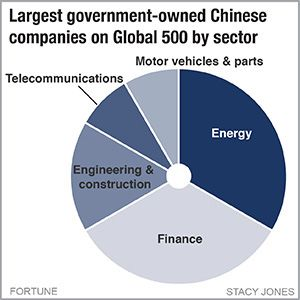 Largest government-owned Chinese
companies on Global 500 by sector
Motor vehicles & parts
Telecommunications
Energy
Engineering &
construction
Finance
FORTUNE
STACY JONES